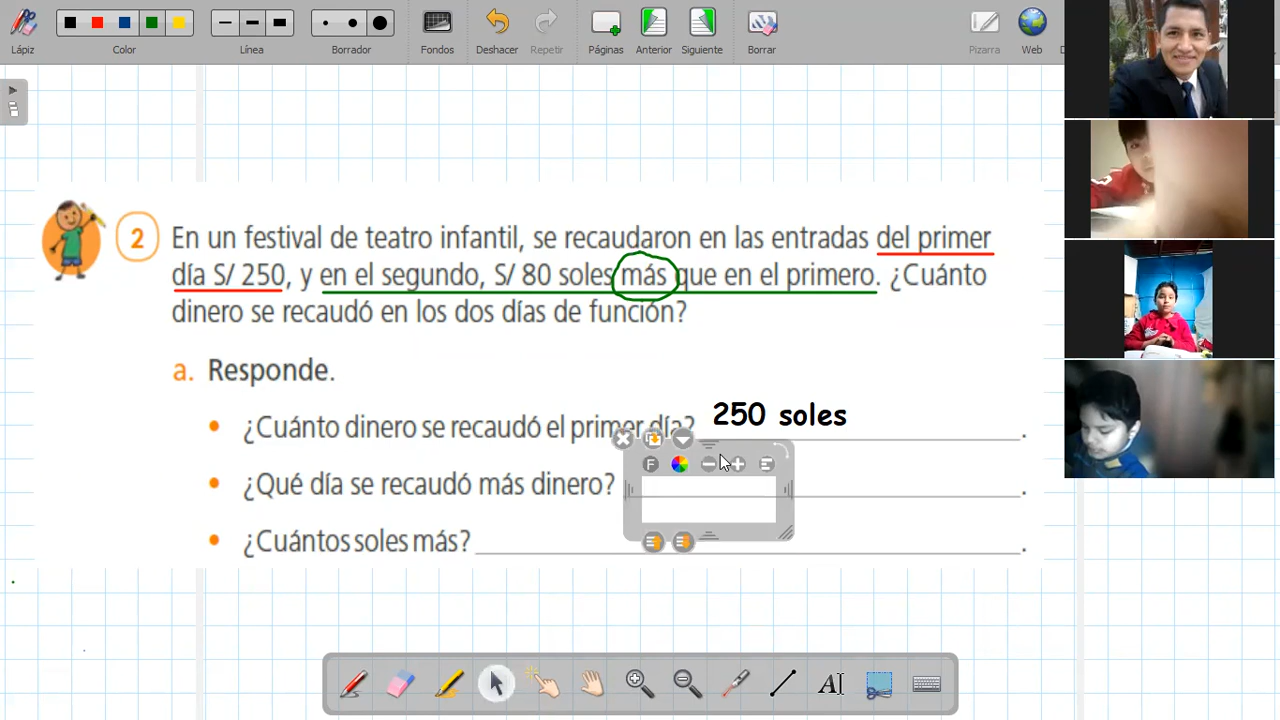 Lápiz Color Línea Borrador Fondos Deshacer Repetir Páginas Anterior Siguiente Borrar Pizarra Web
2 En un festival de teatro infantil, se recaudaron en las entradas del primer
día S/ 250, y en el segundo, S/ 80 soles más que en el primero. ¿Cuánto
dinero se recaudó en los dos días de función?
a. Responde.
• ¿Cuánto dinero se recaudó el primer día? 250 soles .
• ¿Qué día se recaudó más dinero? .
• ¿Cuántos soles más? .